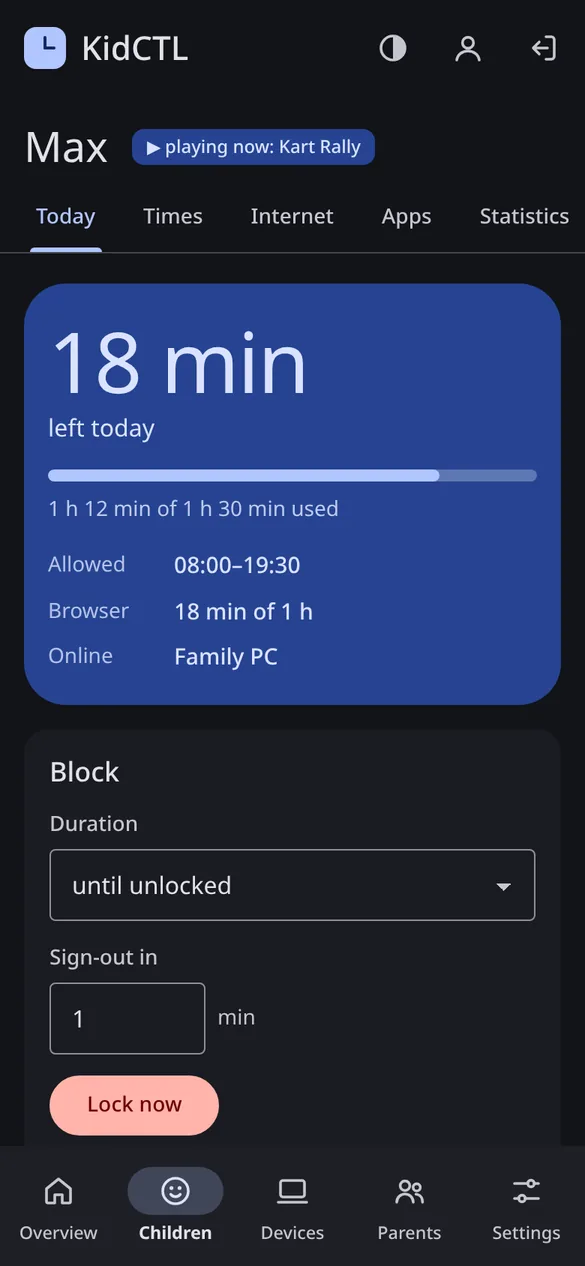 KidCTL
Max
▶ playing now: Kart Rally
Today Times Internet Apps Statistics
18 min
left today
1 h 12 min of 1 h 30 min used
Allowed 08:00–19:30
Browser 18 min of 1 h
Online Family PC
Block
Duration
until unlocked
Sign-out in
1 min
Lock now
Overview Children Devices Parents Settings